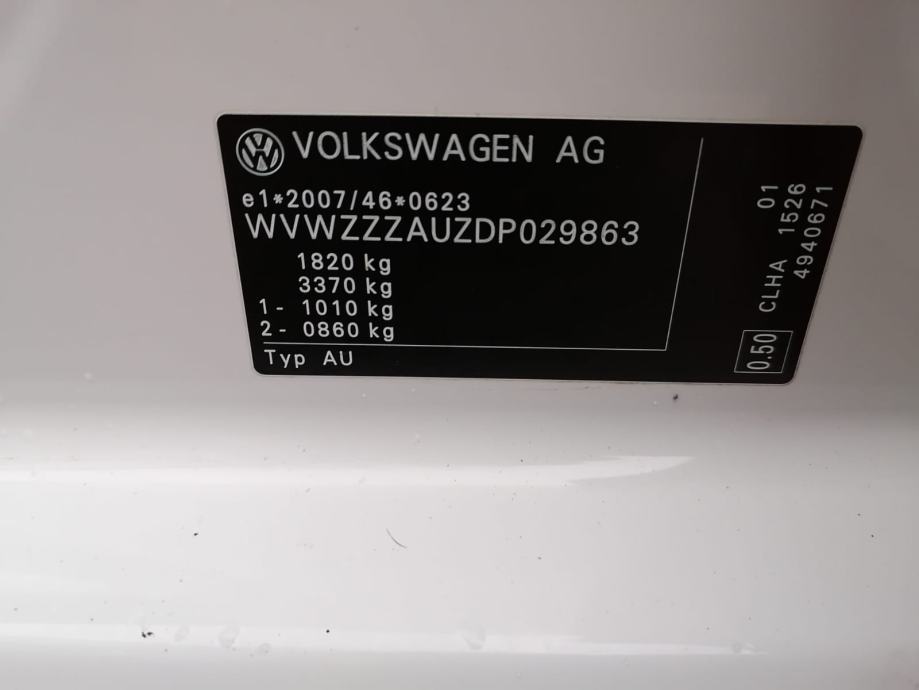 VOLKSWAGEN AG
e1*2007/46*0623
WVWZZZAUZDP029863
1820 kg
3370 kg
1- 1010 kg
2- 0860 kg
Typ AU
01
CLHA 1526
4940671
0.50